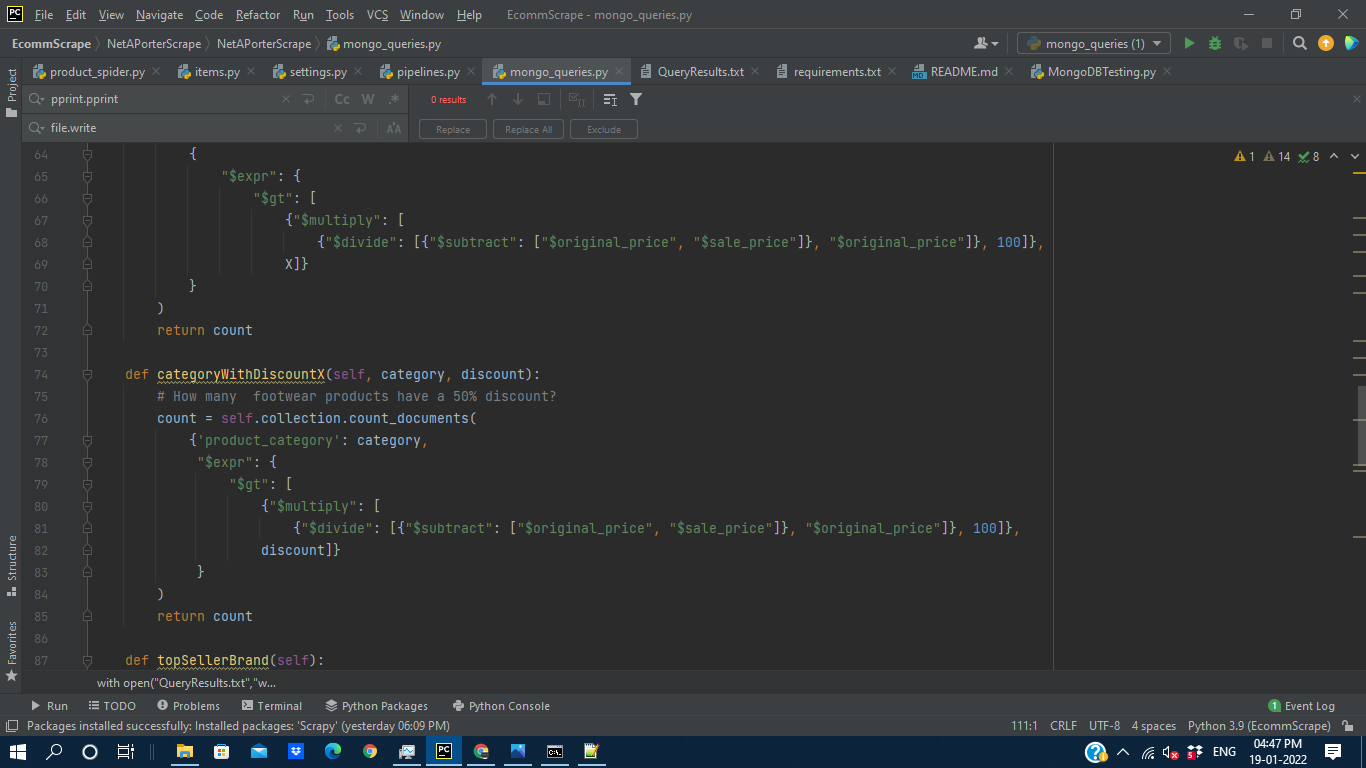 PC File Edit View Navigate Code Refactor Run Tools VCS Window Help EcommScrape - mongo_queries.py
EcommScrape NetAPorterScrape NetAPorterScrape mongo_queries.py mongo_queries (1)
product_spider.py items.py settings.py pipelines.py mongo_queries.py QueryResults.txt requirements.txt README.md MongoDBTesting.py
Project
pprint.pprint Cc W .* 0 results
file.write Replace Replace All Exclude
1 14 8
64 {
65 "$expr": {
66 "$gt": [
67 {"$multiply": [
68 {"$divide": [{"$subtract": ["$original_price", "$sale_price"]}, "$original_price"]}, 100]},
69 X]}
70 }
71 )
72 return count
73
74 def categoryWithDiscountX(self, category, discount):
75 # How many  footwear products have a 50% discount?
76 count = self.collection.count_documents(
77 {'product_category': category,
78 "$expr": {
79 "$gt": [
80 {"$multiply": [
81 {"$divide": [{"$subtract": ["$original_price", "$sale_price"]}, "$original_price"]}, 100]},
82 discount]}
83 }
84 )
85 return count
86
87 def topSellerBrand(self):
Structure
Favorites
with open("QueryResults.txt","w...
Run TODO Problems Terminal Python Packages Python Console 1 Event Log
Packages installed successfully: Installed packages: 'Scrapy' (yesterday 06:09 PM) 111:1 CRLF UTF-8 4 spaces Python 3.9 (EcommScrape)
PC ENG 04:47 PM
19-01-2022